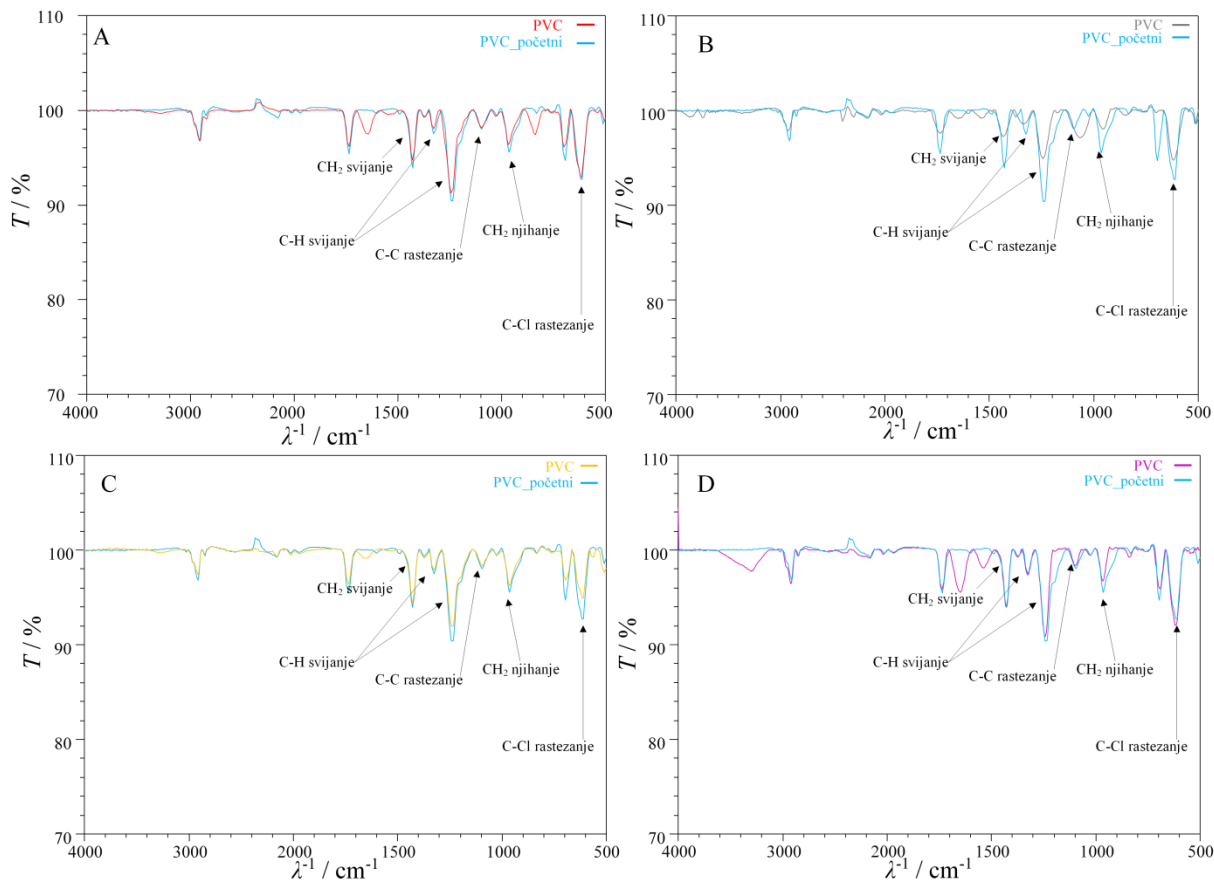 A
PVC
PVC_početni
T / %
110
100
90
80
70
CH₂ svijanje
C-H svijanje
C-C rastezanje
CH₂ njihanje
C-Cl rastezanje
4000 3000 2000 1500 1000 500
λ⁻¹ / cm⁻¹
B
PVC
PVC_početni
T / %
110
100
90
80
70
CH₂ svijanje
C-H svijanje
C-C rastezanje
CH₂ njihanje
C-Cl rastezanje
4000 3000 2000 1500 1000 500
λ⁻¹ / cm⁻¹
C
PVC
PVC_početni
T / %
110
100
90
80
70
CH₂ svijanje
C-H svijanje
C-C rastezanje
CH₂ njihanje
C-Cl rastezanje
4000 3000 2000 1500 1000 500
λ⁻¹ / cm⁻¹
D
PVC
PVC_početni
T / %
110
100
90
80
70
CH₂ svijanje
C-H svijanje
C-C rastezanje
CH₂ njihanje
C-Cl rastezanje
4000 3000 2000 1500 1000 500
λ⁻¹ / cm⁻¹